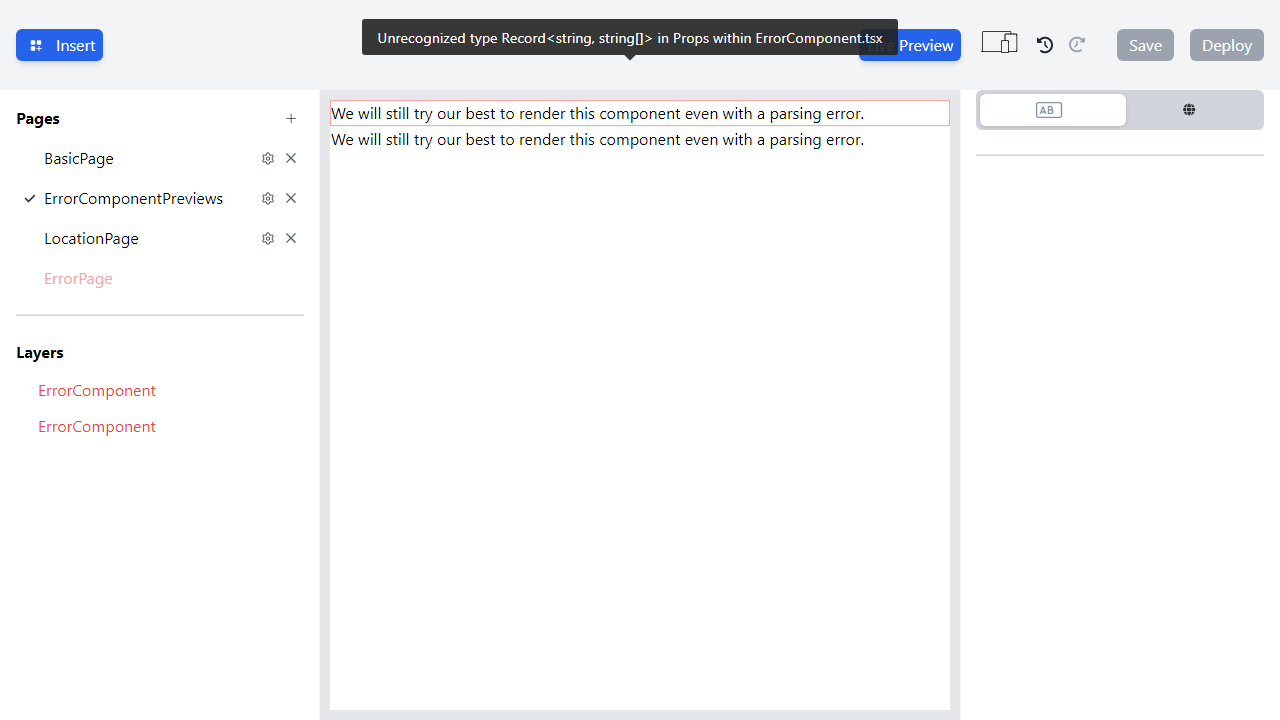 Insert
Unrecognized type Record<string, string[]> in Props within ErrorComponent.tsx
Preview
Save
Deploy
Pages
BasicPage
ErrorComponentPreviews
LocationPage
ErrorPage
Layers
ErrorComponent
ErrorComponent
We will still try our best to render this component even with a parsing error.
We will still try our best to render this component even with a parsing error.
AB